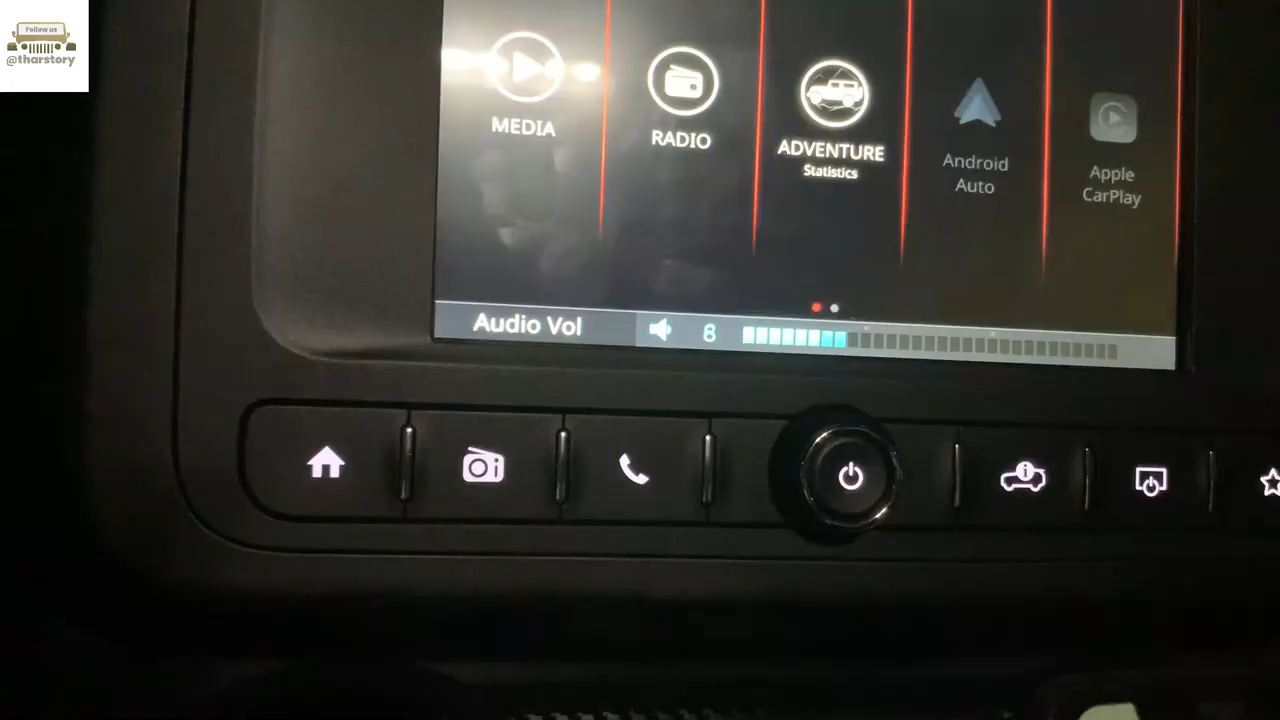 Follow us
@tharstory
MEDIA
RADIO
ADVENTURE
Statistics
Android
Auto
Apple
CarPlay
Audio Vol
8